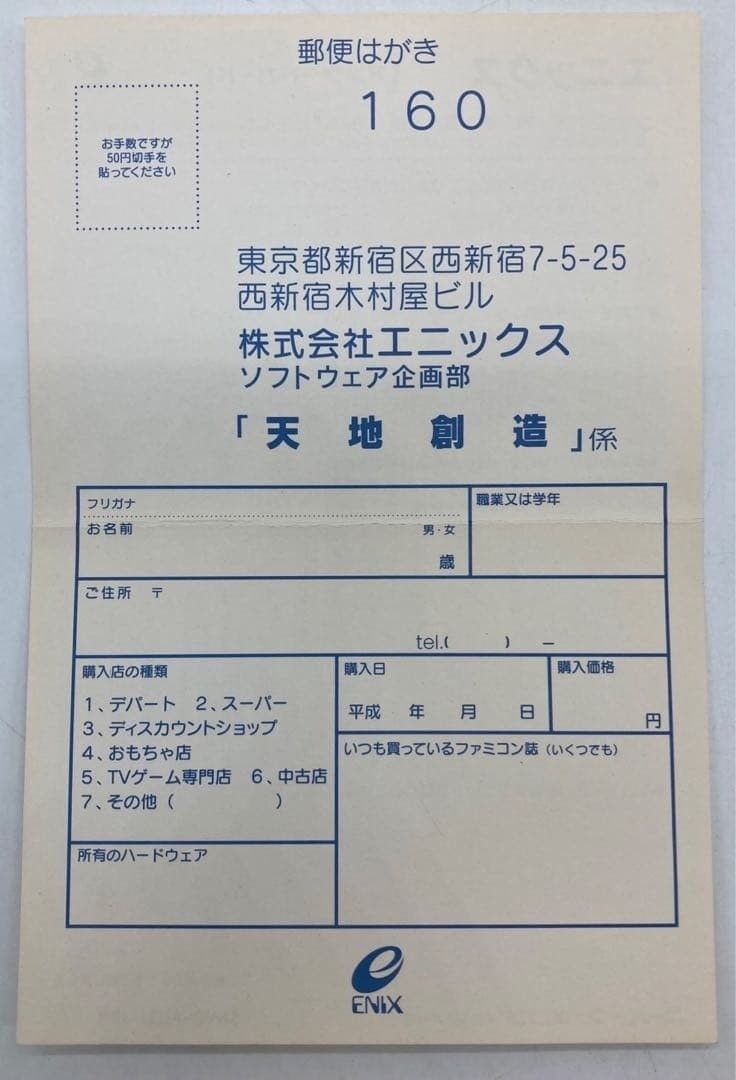 郵便はがき
160
お手数ですが
50円切手を
貼ってください
東京都新宿区西新宿7-5-25
西新宿木村屋ビル
株式会社エニックス
ソフトウェア企画部
「天地創造」係
フリガナ
お名前 男・女
歳
職業又は学年
ご住所 〒
tel.( ) –
購入店の種類
1、デパート 2、スーパー
3、ディスカウントショップ
4、おもちゃ店
5、TVゲーム専門店 6、中古店
7、その他( )
購入日
平成 年 月 日
購入価格
円
いつも買っているファミコン誌(いくつでも)
所有のハードウェア
ENIX